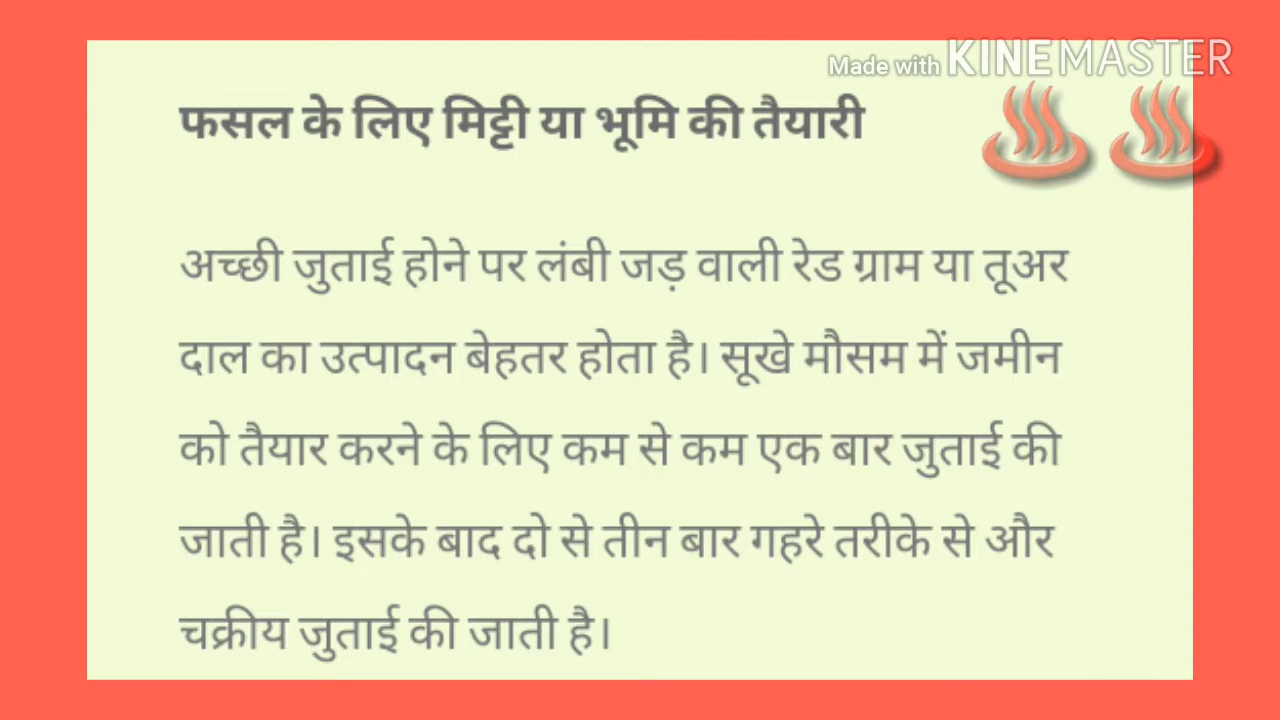 Made with KINEMASTER
फसल के लिए मिट्टी या भूमि की तैयारी
अच्छी जुताई होने पर लंबी जड़ वाली रेड ग्राम या तूअर
दाल का उत्पादन बेहतर होता है। सूखे मौसम में जमीन
को तैयार करने के लिए कम से कम एक बार जुताई की
जाती है। इसके बाद दो से तीन बार गहरे तरीके से और
चक्रीय जुताई की जाती है।